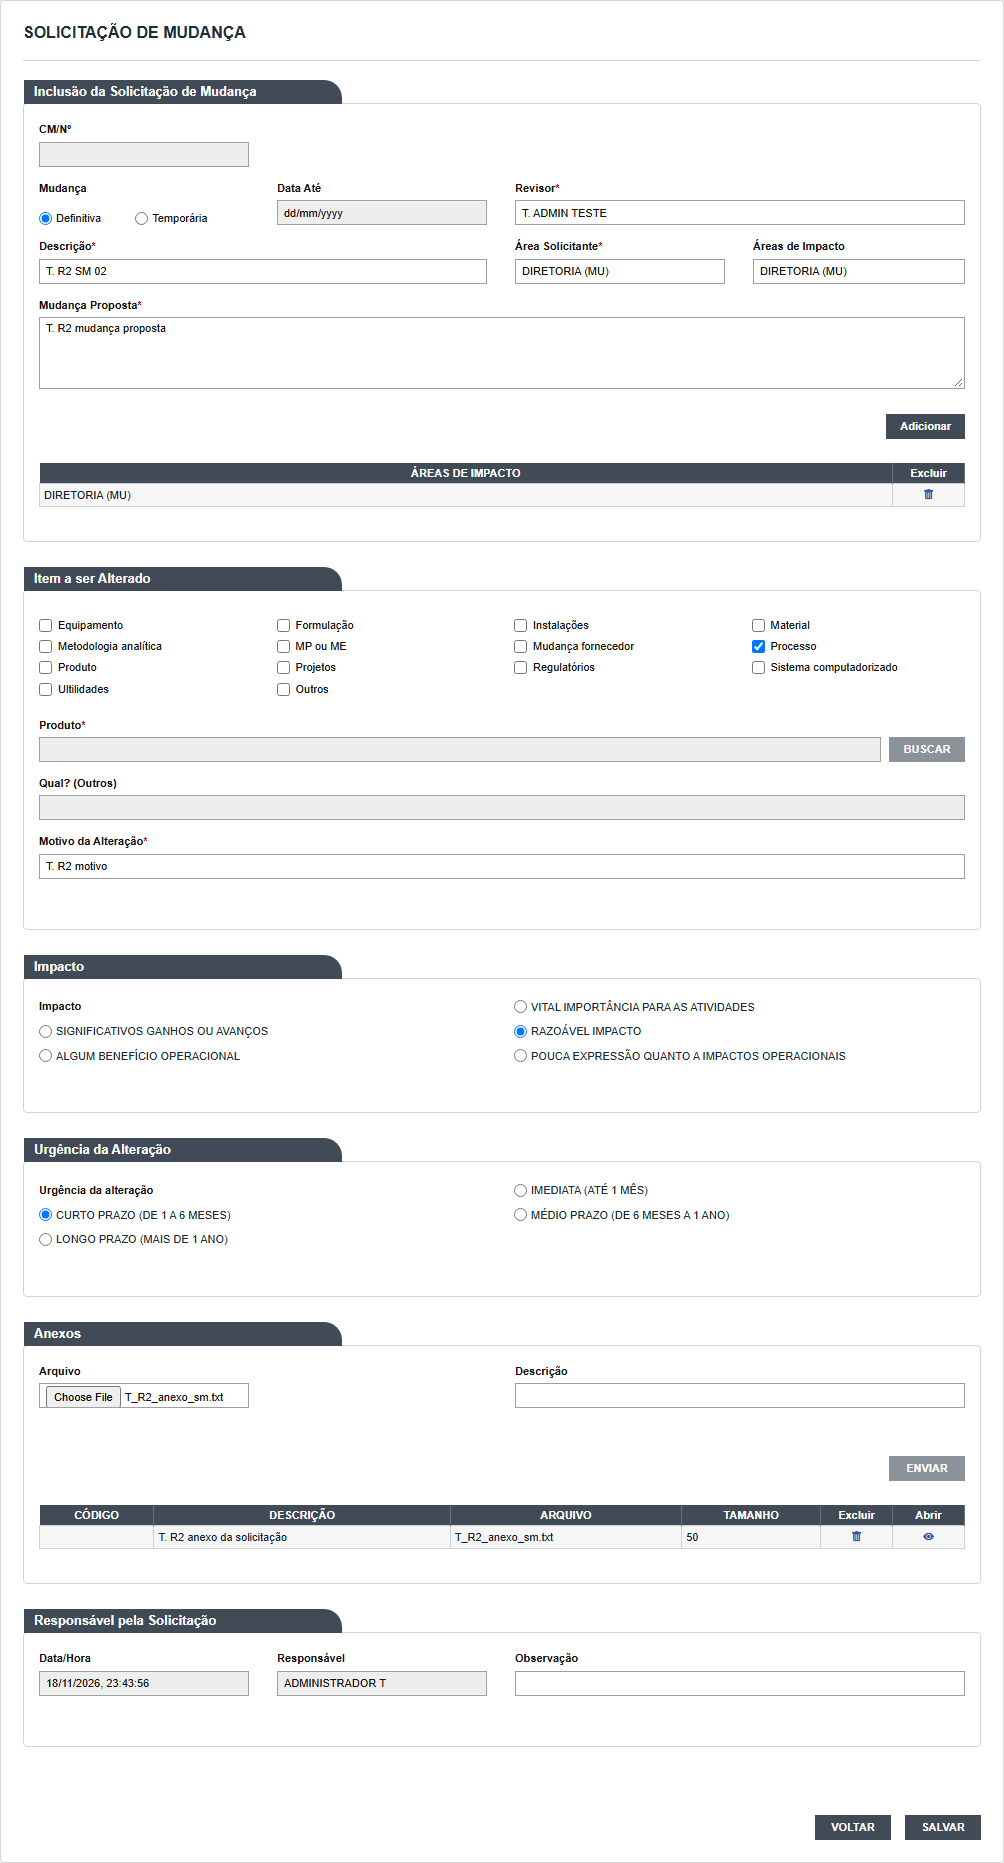 SOLICITAÇÃO DE MUDANÇA
Inclusão da Solicitação de Mudança
CM/Nº
Mudança Data Até Revisor*
Definitiva Temporária dd/mm/yyyy T. ADMIN TESTE
Descrição* Área Solicitante* Áreas de Impacto
T. R2 SM 02 DIRETORIA (MU) DIRETORIA (MU)
Mudança Proposta*
T. R2 mudança proposta
Adicionar
ÁREAS DE IMPACTO Excluir
DIRETORIA (MU)
Item a ser Alterado
Equipamento Formulação Instalações Material
Metodologia analítica MP ou ME Mudança fornecedor Processo
Produto Projetos Regulatórios Sistema computadorizado
Ultilidades Outros
Produto*
BUSCAR
Qual? (Outros)
Motivo da Alteração*
T. R2 motivo
Impacto
Impacto VITAL IMPORTÂNCIA PARA AS ATIVIDADES
SIGNIFICATIVOS GANHOS OU AVANÇOS RAZOÁVEL IMPACTO
ALGUM BENEFÍCIO OPERACIONAL POUCA EXPRESSÃO QUANTO A IMPACTOS OPERACIONAIS
Urgência da Alteração
Urgência da alteração IMEDIATA (ATÉ 1 MÊS)
CURTO PRAZO (DE 1 A 6 MESES) MÉDIO PRAZO (DE 6 MESES A 1 ANO)
LONGO PRAZO (MAIS DE 1 ANO)
Anexos
Arquivo Descrição
Choose File T_R2_anexo_sm.txt
ENVIAR
CÓDIGO DESCRIÇÃO ARQUIVO TAMANHO Excluir Abrir
T. R2 anexo da solicitação T_R2_anexo_sm.txt 50
Responsável pela Solicitação
Data/Hora Responsável Observação
18/11/2026, 23:43:56 ADMINISTRADOR T
VOLTAR SALVAR